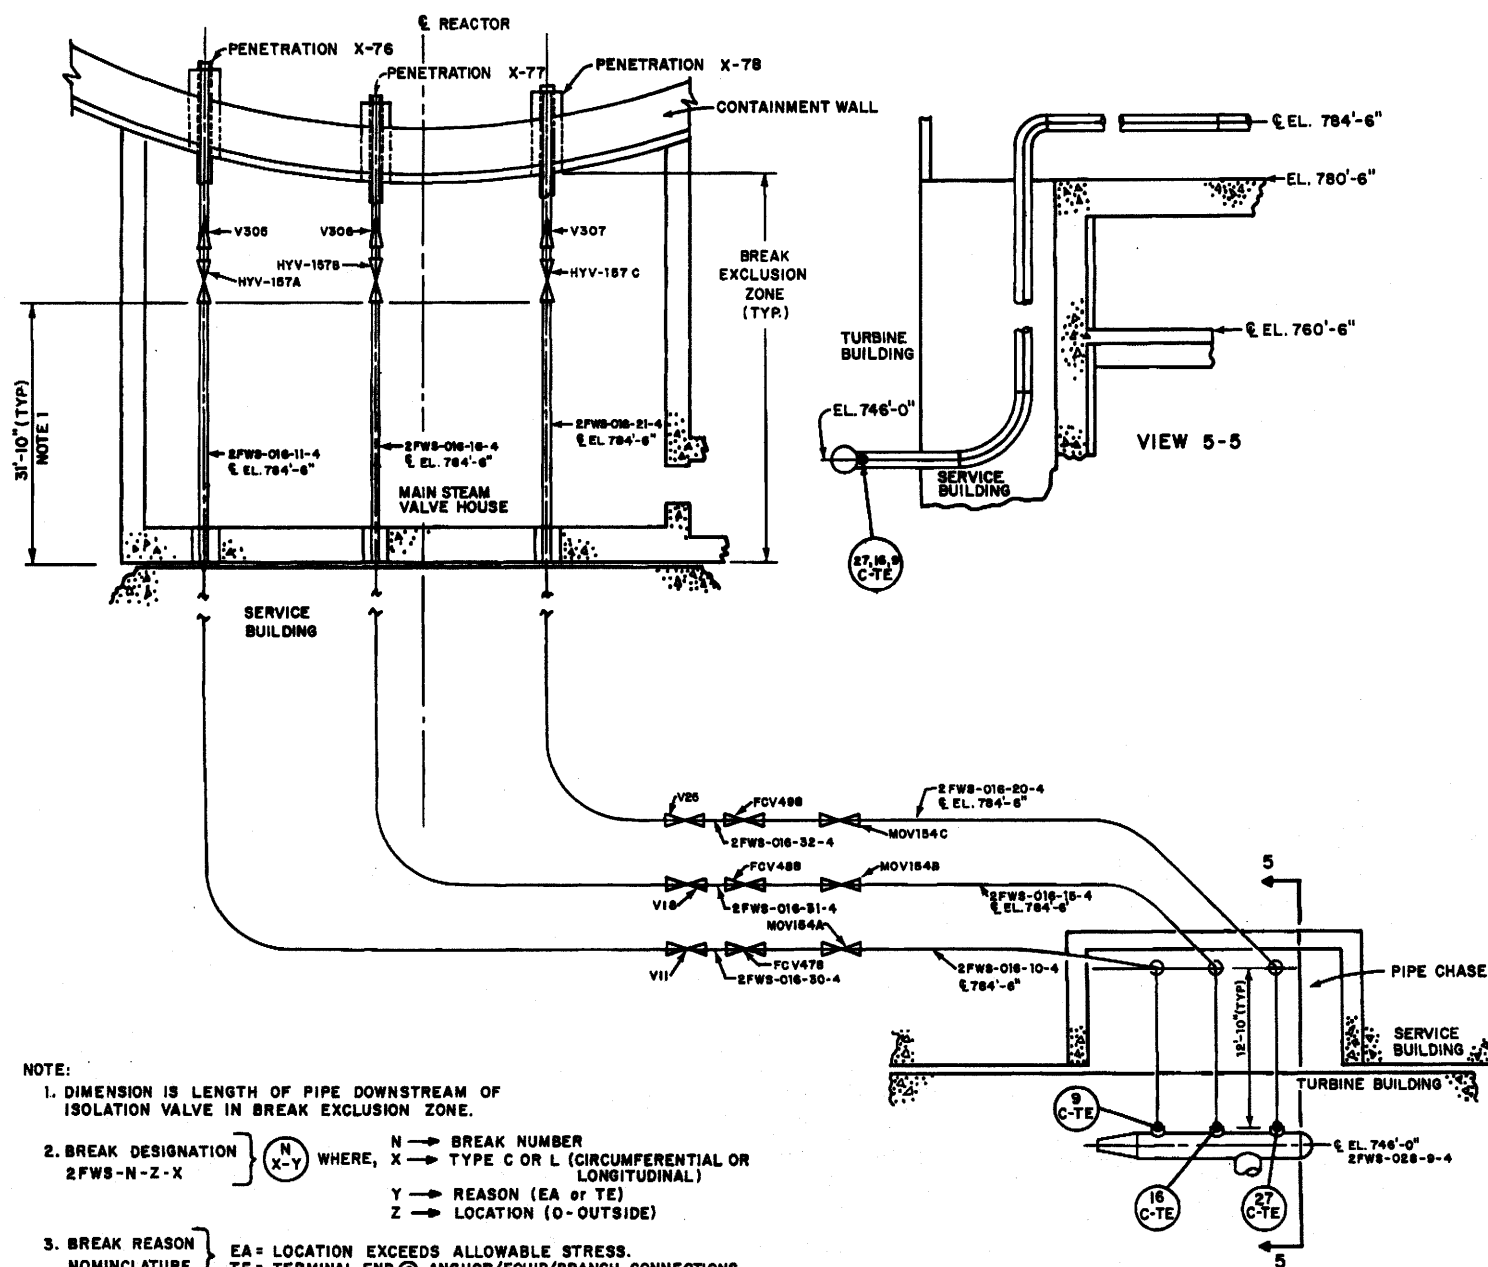 ℄ REACTOR
PENETRATION X-76
PENETRATION X-77
PENETRATION X-78
CONTAINMENT WALL
V305
V306
V307
HYV-157A
HYV-157B
HYV-157C
BREAK
EXCLUSION
ZONE
(TYP.)
31'-10" (TYP)
NOTE 1
2FWS-016-11-4
℄ EL. 784'-6"
2FWS-016-16-4
℄ EL. 784'-6"
2FWS-016-21-4
℄ EL 784'-6"
MAIN STEAM
VALVE HOUSE
SERVICE
BUILDING
℄ EL. 784'-6"
EL. 780'-6"
℄ EL. 760'-6"
TURBINE
BUILDING
EL. 746'-0"
VIEW 5-5
SERVICE
BUILDING
27,16,9
C-TE
V25
FCV498
2FWS-016-20-4
℄ EL. 784'-6"
MOV154C
2FWS-016-32-4
FCV488
MOV154B
V18
2FWS-016-31-4
2FWS-016-15-4
℄ EL. 784'-6"
MOV154A
V11
FCV478
2FWS-016-30-4
2FWS-016-10-4
℄ 784'-6"
5
PIPE CHASE
12'-10" (TYP)
SERVICE
BUILDING
TURBINE BUILDING
9
C-TE
℄ EL. 746'-0"
2FWS-028-9-4
16
C-TE
27
C-TE
5
NOTE:
1. DIMENSION IS LENGTH OF PIPE DOWNSTREAM OF
ISOLATION VALVE IN BREAK EXCLUSION ZONE.
2. BREAK DESIGNATION
2FWS-N-Z-X
N
X-Y
WHERE,
N → BREAK NUMBER
X → TYPE C OR L (CIRCUMFERENTIAL OR
LONGITUDINAL)
Y → REASON (EA or TE)
Z → LOCATION (O-OUTSIDE)
3. BREAK REASON
NOMINCLATURE
EA = LOCATION EXCEEDS ALLOWABLE STRESS.
TE = TERMINAL END @ ANCHOR/EQUIP/BRANCH CONNECTIONS